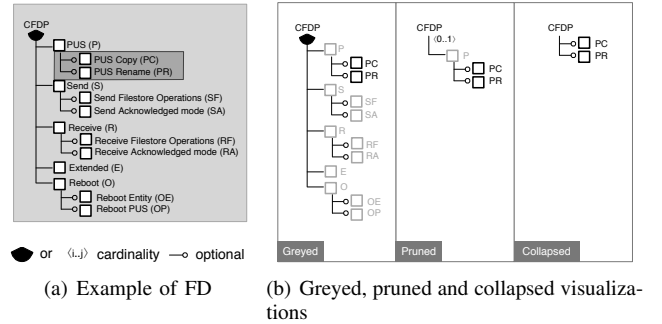 CFDP
PUS (P)
PUS Copy (PC)
PUS Rename (PR)
Send (S)
Send Filestore Operations (SF)
Send Acknowledged mode (SA)
Receive (R)
Receive Filestore Operations (RF)
Receive Acknowledged mode (RA)
Extended (E)
Reboot (O)
Reboot Entity (OE)
Reboot PUS (OP)
or ⟨i..j⟩ cardinality optional
(a) Example of FD
CFDP
P
PC
PR
S
SF
SA
R
RF
RA
E
O
OE
OP
Greyed
CFDP
⟨0..1⟩
P
PC
PR
Pruned
CFDP
PC
PR
Collapsed
(b) Greyed, pruned and collapsed visualiza-
tions